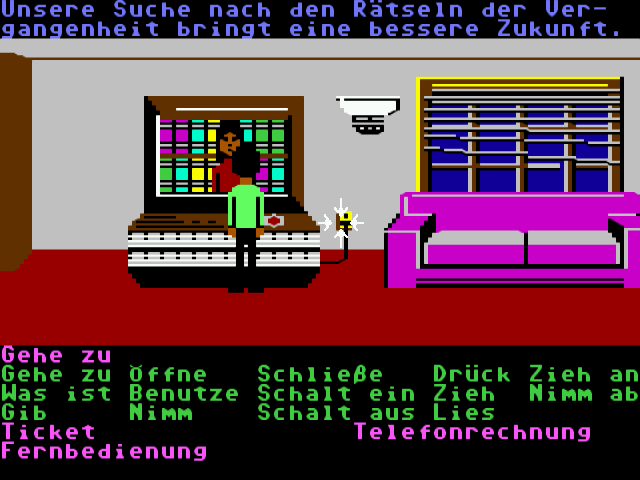 Unsere Suche nach den Rätseln der Ver-
gangenheit bringt eine bessere Zukunft.
Gehe zu
Gehe zu Öffne Schließe Drück Zieh an
Was ist Benutze Schalt ein Zieh Nimm ab
Gib Nimm Schalt aus Lies
Ticket Telefonrechnung
Fernbedienung